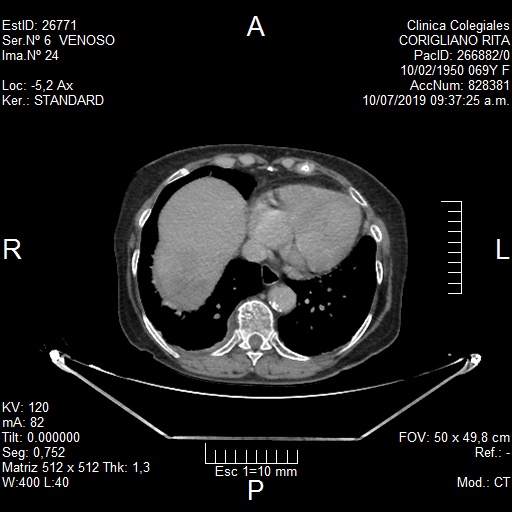 EstID: 26771
Ser.Nº 6 VENOSO
Ima.Nº 24
Loc: -5,2 Ax
Ker.: STANDARD
A
Clinica Colegiales
CORIGLIANO RITA
PacID: 266882/0
10/02/1950 069Y F
AccNum: 828381
10/07/2019 09:37:25 a.m.
R
L
KV: 120
mA: 82
Tilt: 0.000000
Seg: 0,752
Matriz 512 x 512 Thk: 1,3
W:400 L:40
Esc 1=10 mm
P
FOV: 50 x 49,8 cm
Ref.: -
Mod.: CT